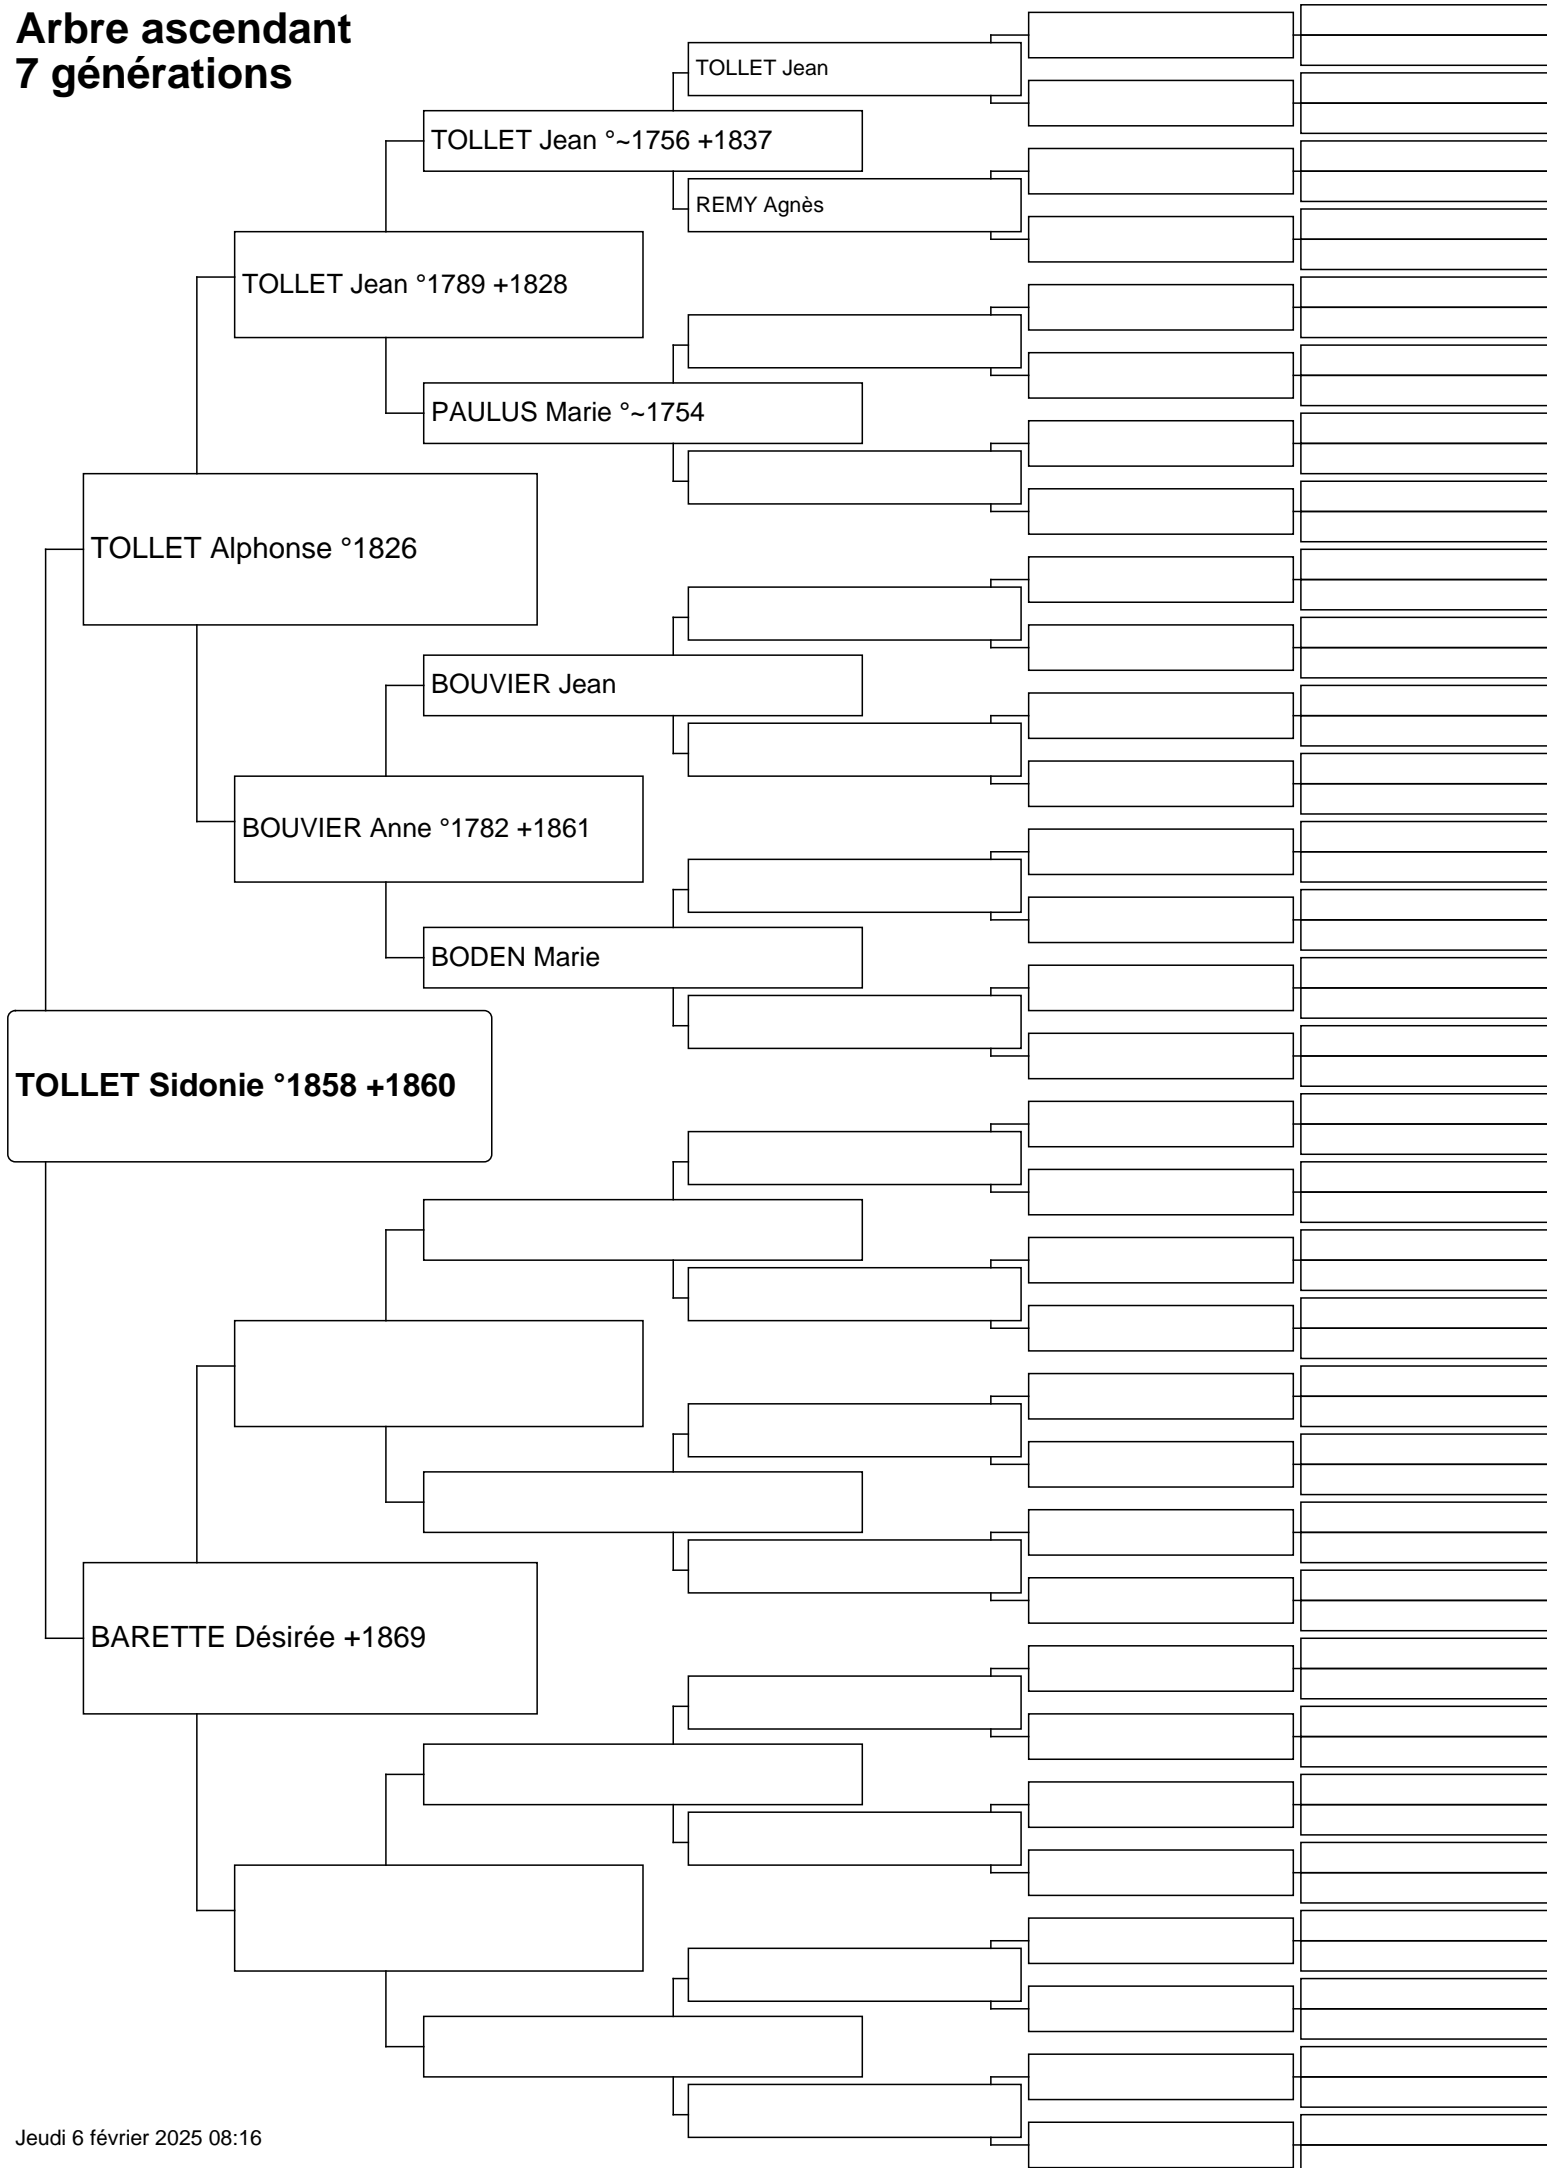 Arbre ascendant
7 générations
TOLLET Jean
TOLLET Jean °~1756 +1837
REMY Agnès
TOLLET Jean °1789 +1828
PAULUS Marie °~1754
TOLLET Alphonse °1826
BOUVIER Jean
BOUVIER Anne °1782 +1861
BODEN Marie
TOLLET Sidonie °1858 +1860
BARETTE Désirée +1869
Jeudi 6 février 2025 08:16